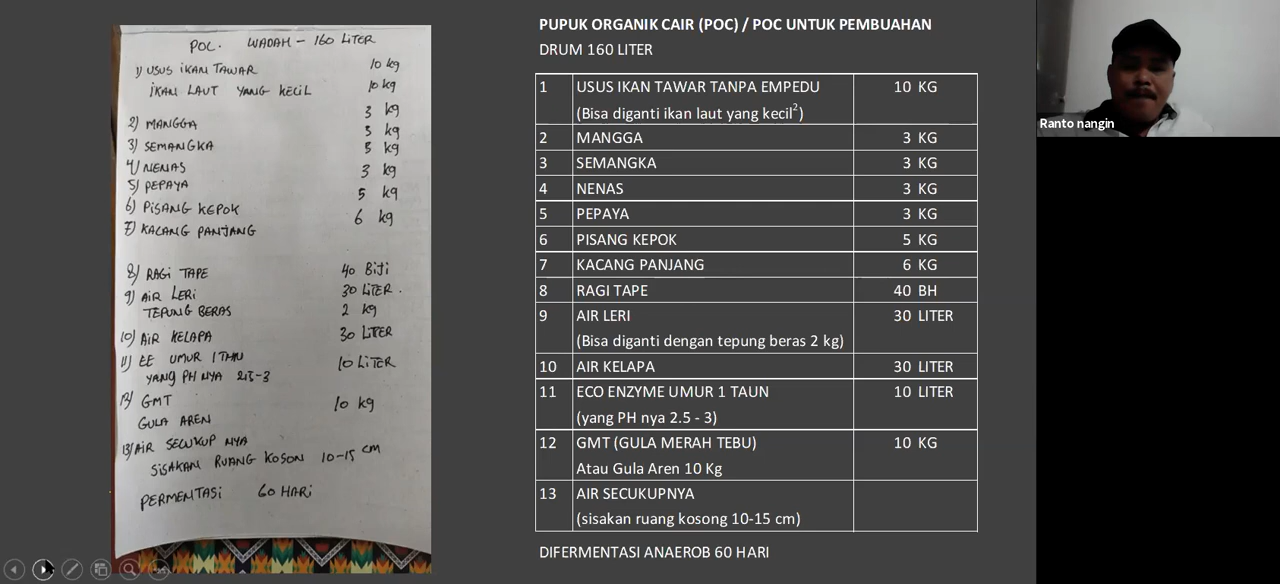 POC. WADAH - 160 LITER
1) USUS IKAN TAWAR 10 kg
IKAN LAUT YANG KECIL 10 kg
2) MANGGA 3 kg
3) SEMANGKA 3 kg
4) NENAS 3 kg
5) PEPAYA 3 kg
6) PISANG KEPOK 5 kg
7) KACANG PANJANG 6 kg
8) RAGI TAPE 40 BIJI
9) AIR LERI 30 LITER.
TEPUNG BERAS 2 kg
10) AIR KELAPA 30 LITER
11) EE UMUR 1 THN 10 LITER
YANG PH NYA 2.5-3
12) GMT 10 kg
GULA AREN
13) AIR SECUKUP NYA
SISAKAN RUANG KOSON 10-15 cm
PERMENTASI 60 HARI
PUPUK ORGANIK CAIR (POC) / POC UNTUK PEMBUAHAN
DRUM 160 LITER
1 USUS IKAN TAWAR TANPA EMPEDU 10 KG
(Bisa diganti ikan laut yang kecil²)
2 MANGGA 3 KG
3 SEMANGKA 3 KG
4 NENAS 3 KG
5 PEPAYA 3 KG
6 PISANG KEPOK 5 KG
7 KACANG PANJANG 6 KG
8 RAGI TAPE 40 BH
9 AIR LERI 30 LITER
(Bisa diganti dengan tepung beras 2 kg)
10 AIR KELAPA 30 LITER
11 ECO ENZYME UMUR 1 TAUN 10 LITER
(yang PH nya 2.5 - 3)
12 GMT (GULA MERAH TEBU) 10 KG
Atau Gula Aren 10 Kg
13 AIR SECUKUPNYA
(sisakan ruang kosong 10-15 cm)
DIFERMENTASI ANAEROB 60 HARI
Ranto nangin